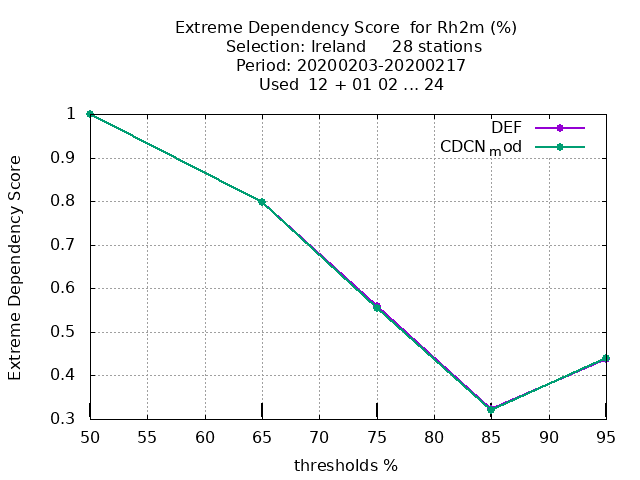 Extreme Dependency Score  for Rh2m (%)
Selection: Ireland     28 stations
Period: 20200203-20200217
Used  12 + 01 02 ... 24
DEF
CDCNmod
Extreme Dependency Score
1
0.9
0.8
0.7
0.6
0.5
0.4
0.3
50 55 60 65 70 75 80 85 90 95
thresholds %